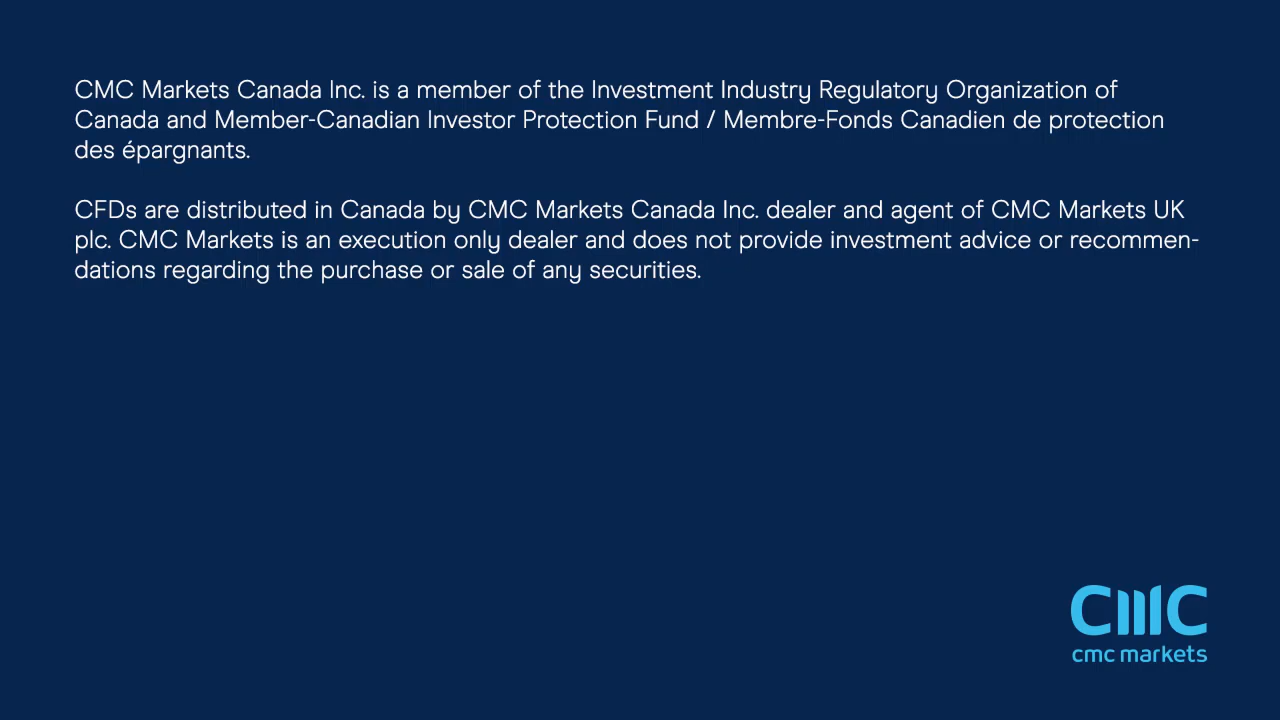 CMC Markets Canada Inc. is a member of the Investment Industry Regulatory Organization of
Canada and Member-Canadian Investor Protection Fund / Membre-Fonds Canadien de protection
des épargnants.
CFDs are distributed in Canada by CMC Markets Canada Inc. dealer and agent of CMC Markets UK
plc. CMC Markets is an execution only dealer and does not provide investment advice or recommen-
dations regarding the purchase or sale of any securities.
CMC
cmc markets